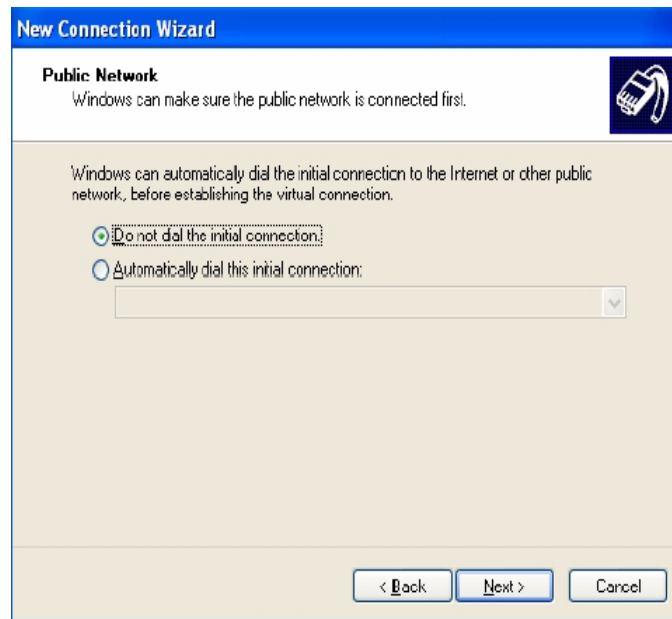 New Connection Wizard
Public Network
Windows can make sure the public network is connected first.
Windows can automatically dial the initial connection to the Internet or other public
network, before establishing the virtual connection.
Do not dial the initial connection.
Automatically dial this initial connection:
< Back
Next >
Cancel